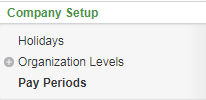 Company Setup
Holidays
Organization Levels
Pay Periods